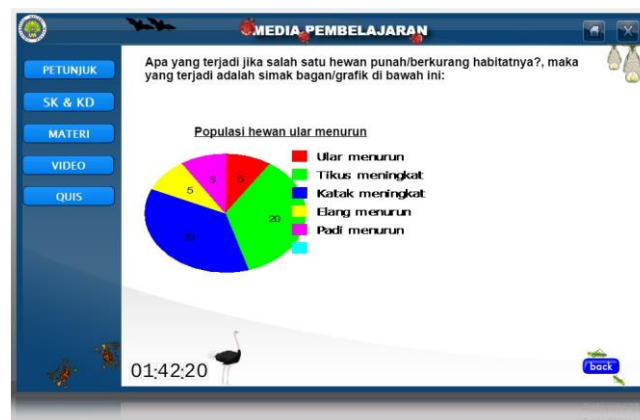 MEDIA PEMBELAJARAN
X
PETUNJUK
SK & KD
MATERI
VIDEO
QUIS
Apa yang terjadi jika salah satu hewan punah/berkurang habitatnya?, maka
yang terjadi adalah simak bagan/grafik di bawah ini:
Populasi hewan ular menurun
5
5
5
20
20
Ular menurun
Tikus meningkat
Katak meningkat
Elang menurun
Padi menurun
01:42:20
back